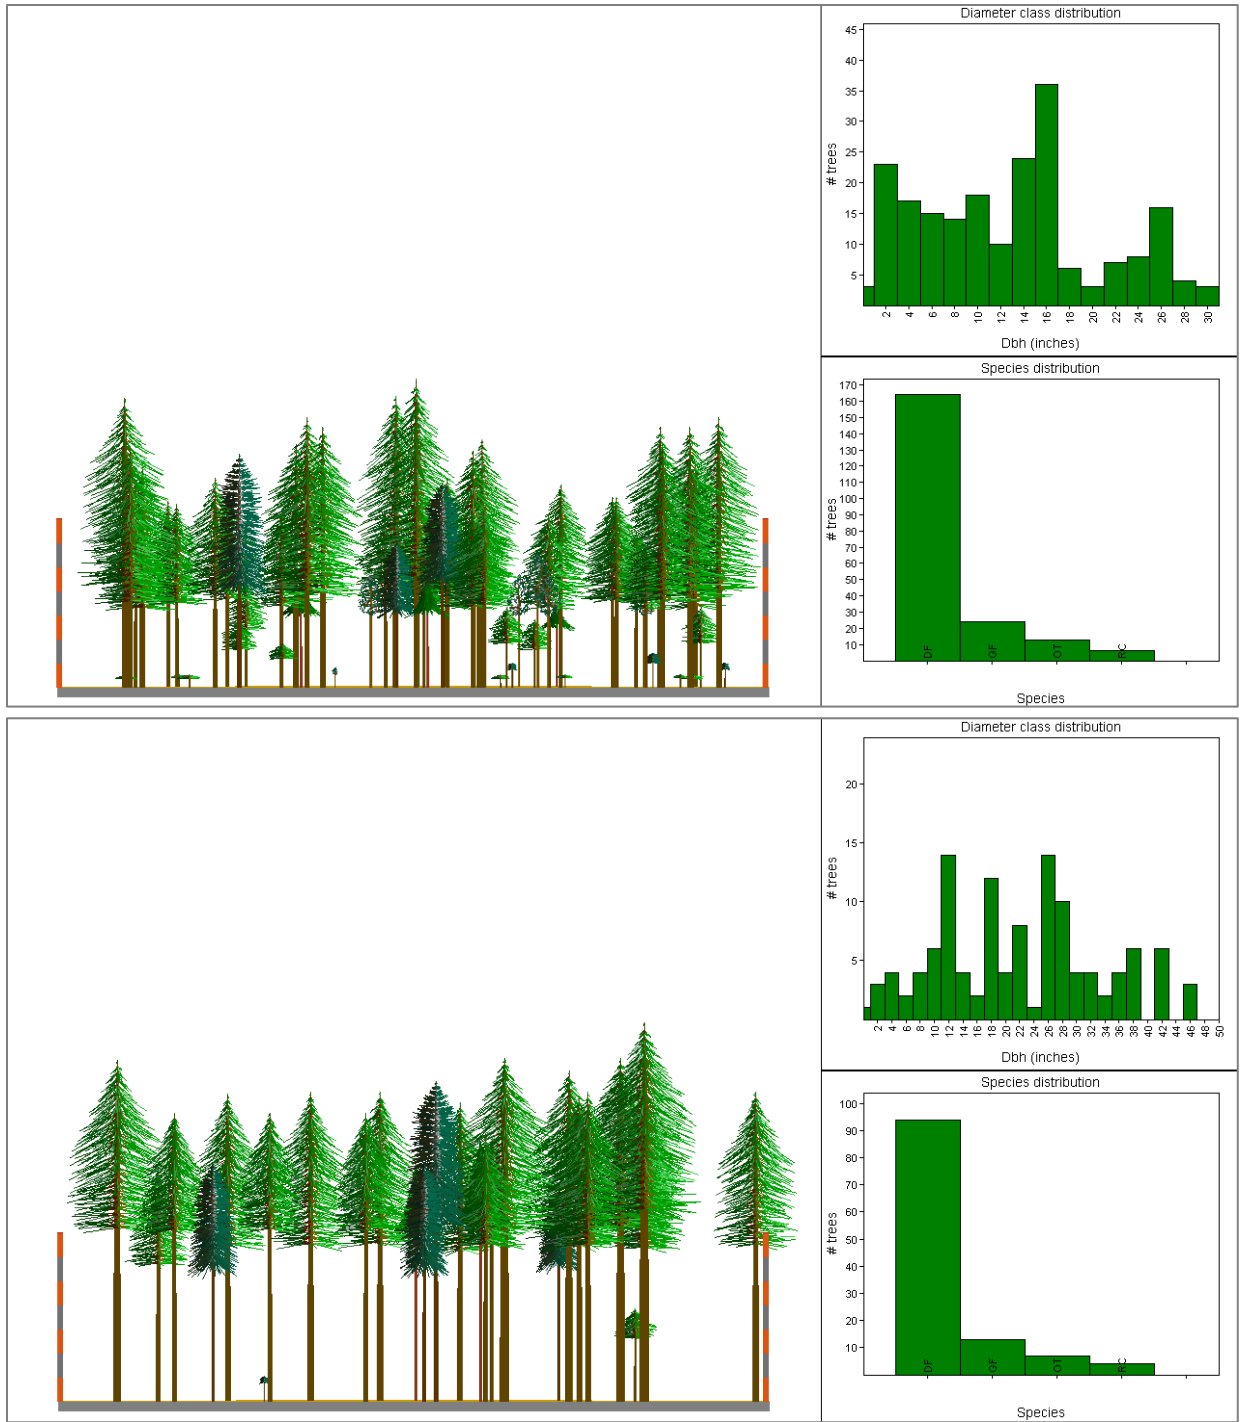 Diameter class distribution
45
40
35
30
25
20
15
10
5
# trees
2 4 6 8 10 12 14 16 18 20 22 24 26 28 30
Dbh (inches)
Species distribution
170
160
150
140
130
120
110
100
90
80
70
60
50
40
30
20
10
# trees
DF GF OT RC
Species
Diameter class distribution
20
15
10
5
# trees
2 4 6 8 10 12 14 16 18 20 22 24 26 28 30 32 34 36 38 40 42 44 46 48 50
Dbh (inches)
Species distribution
100
90
80
70
60
50
40
30
20
10
# trees
DF GF OT RC
Species